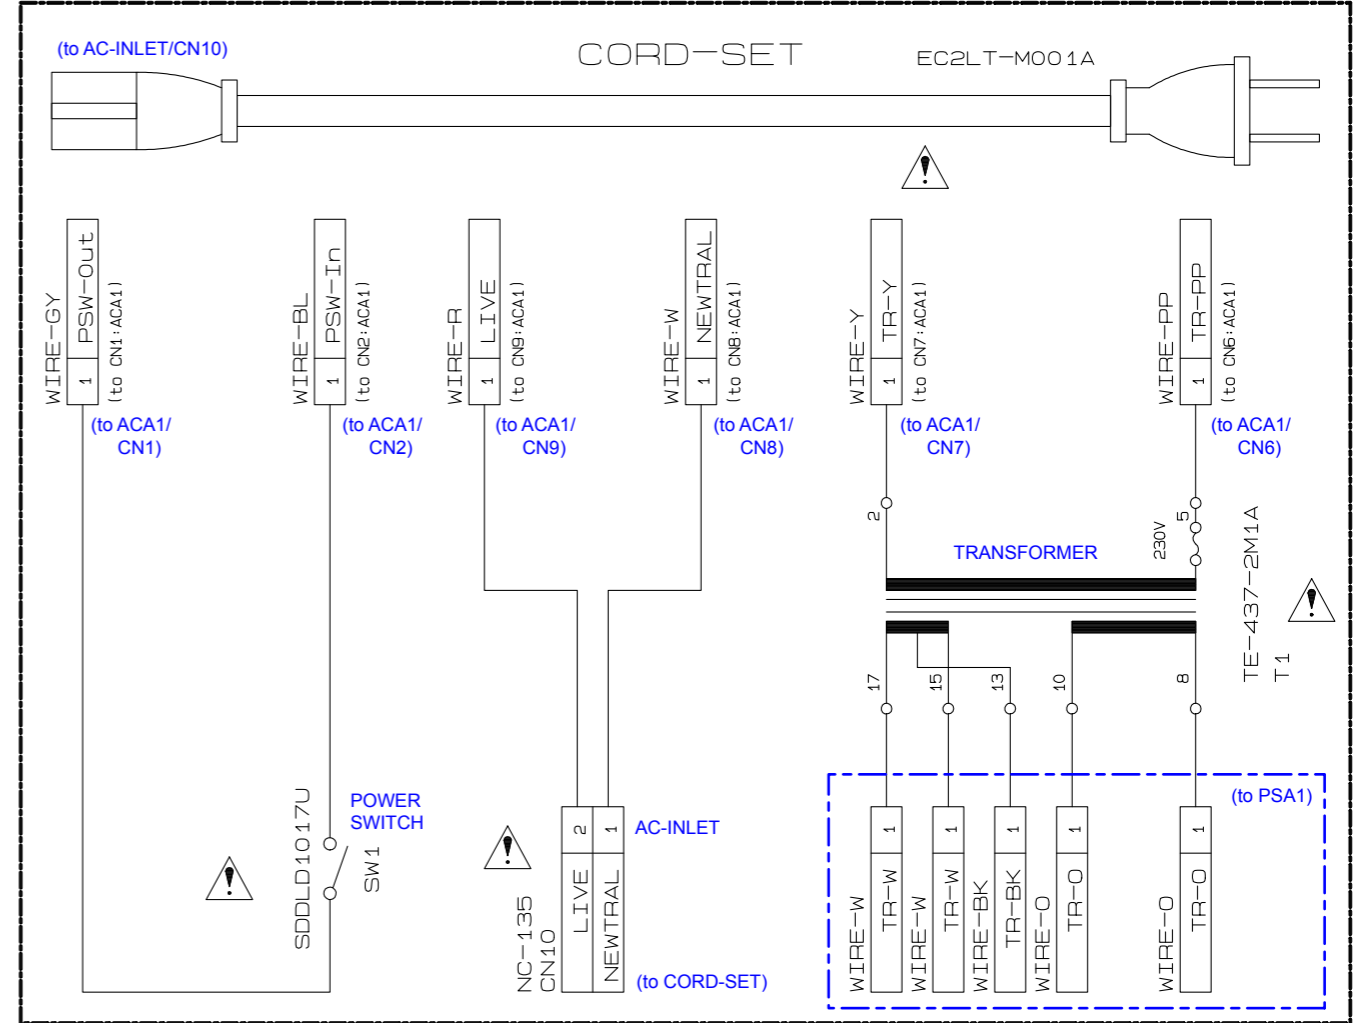 (to AC-INLET/CN10)
CORD-SET
EC2LT-M001A
WIRE-GY
1 PSW-Out
(to CN1:ACA1)
(to ACA1/
CN1)
WIRE-BL
1 PSW-In
(to CN2:ACA1)
(to ACA1/
CN2)
WIRE-R
1 LIVE
(to CN9:ACA1)
(to ACA1/
CN9)
WIRE-W
1 NEWTRAL
(to CN8:ACA1)
(to ACA1/
CN8)
WIRE-Y
1 TR-Y
(to CN7:ACA1)
(to ACA1/
CN7)
WIRE-PP
1 TR-PP
(to CN6:ACA1)
(to ACA1/
CN6)
2
5
230V
TRANSFORMER
TE-437-2M1A
T1
17
15
13
10
8
SDDLD1017U
POWER
SWITCH
SW1
NC-135
CN10
LIVE 2
NEWTRAL 1
AC-INLET
(to CORD-SET)
(to PSA1)
WIRE-W
TR-W 1
WIRE-W
TR-W 1
WIRE-BK
TR-BK 1
WIRE-O
TR-O 1
WIRE-O
TR-O 1